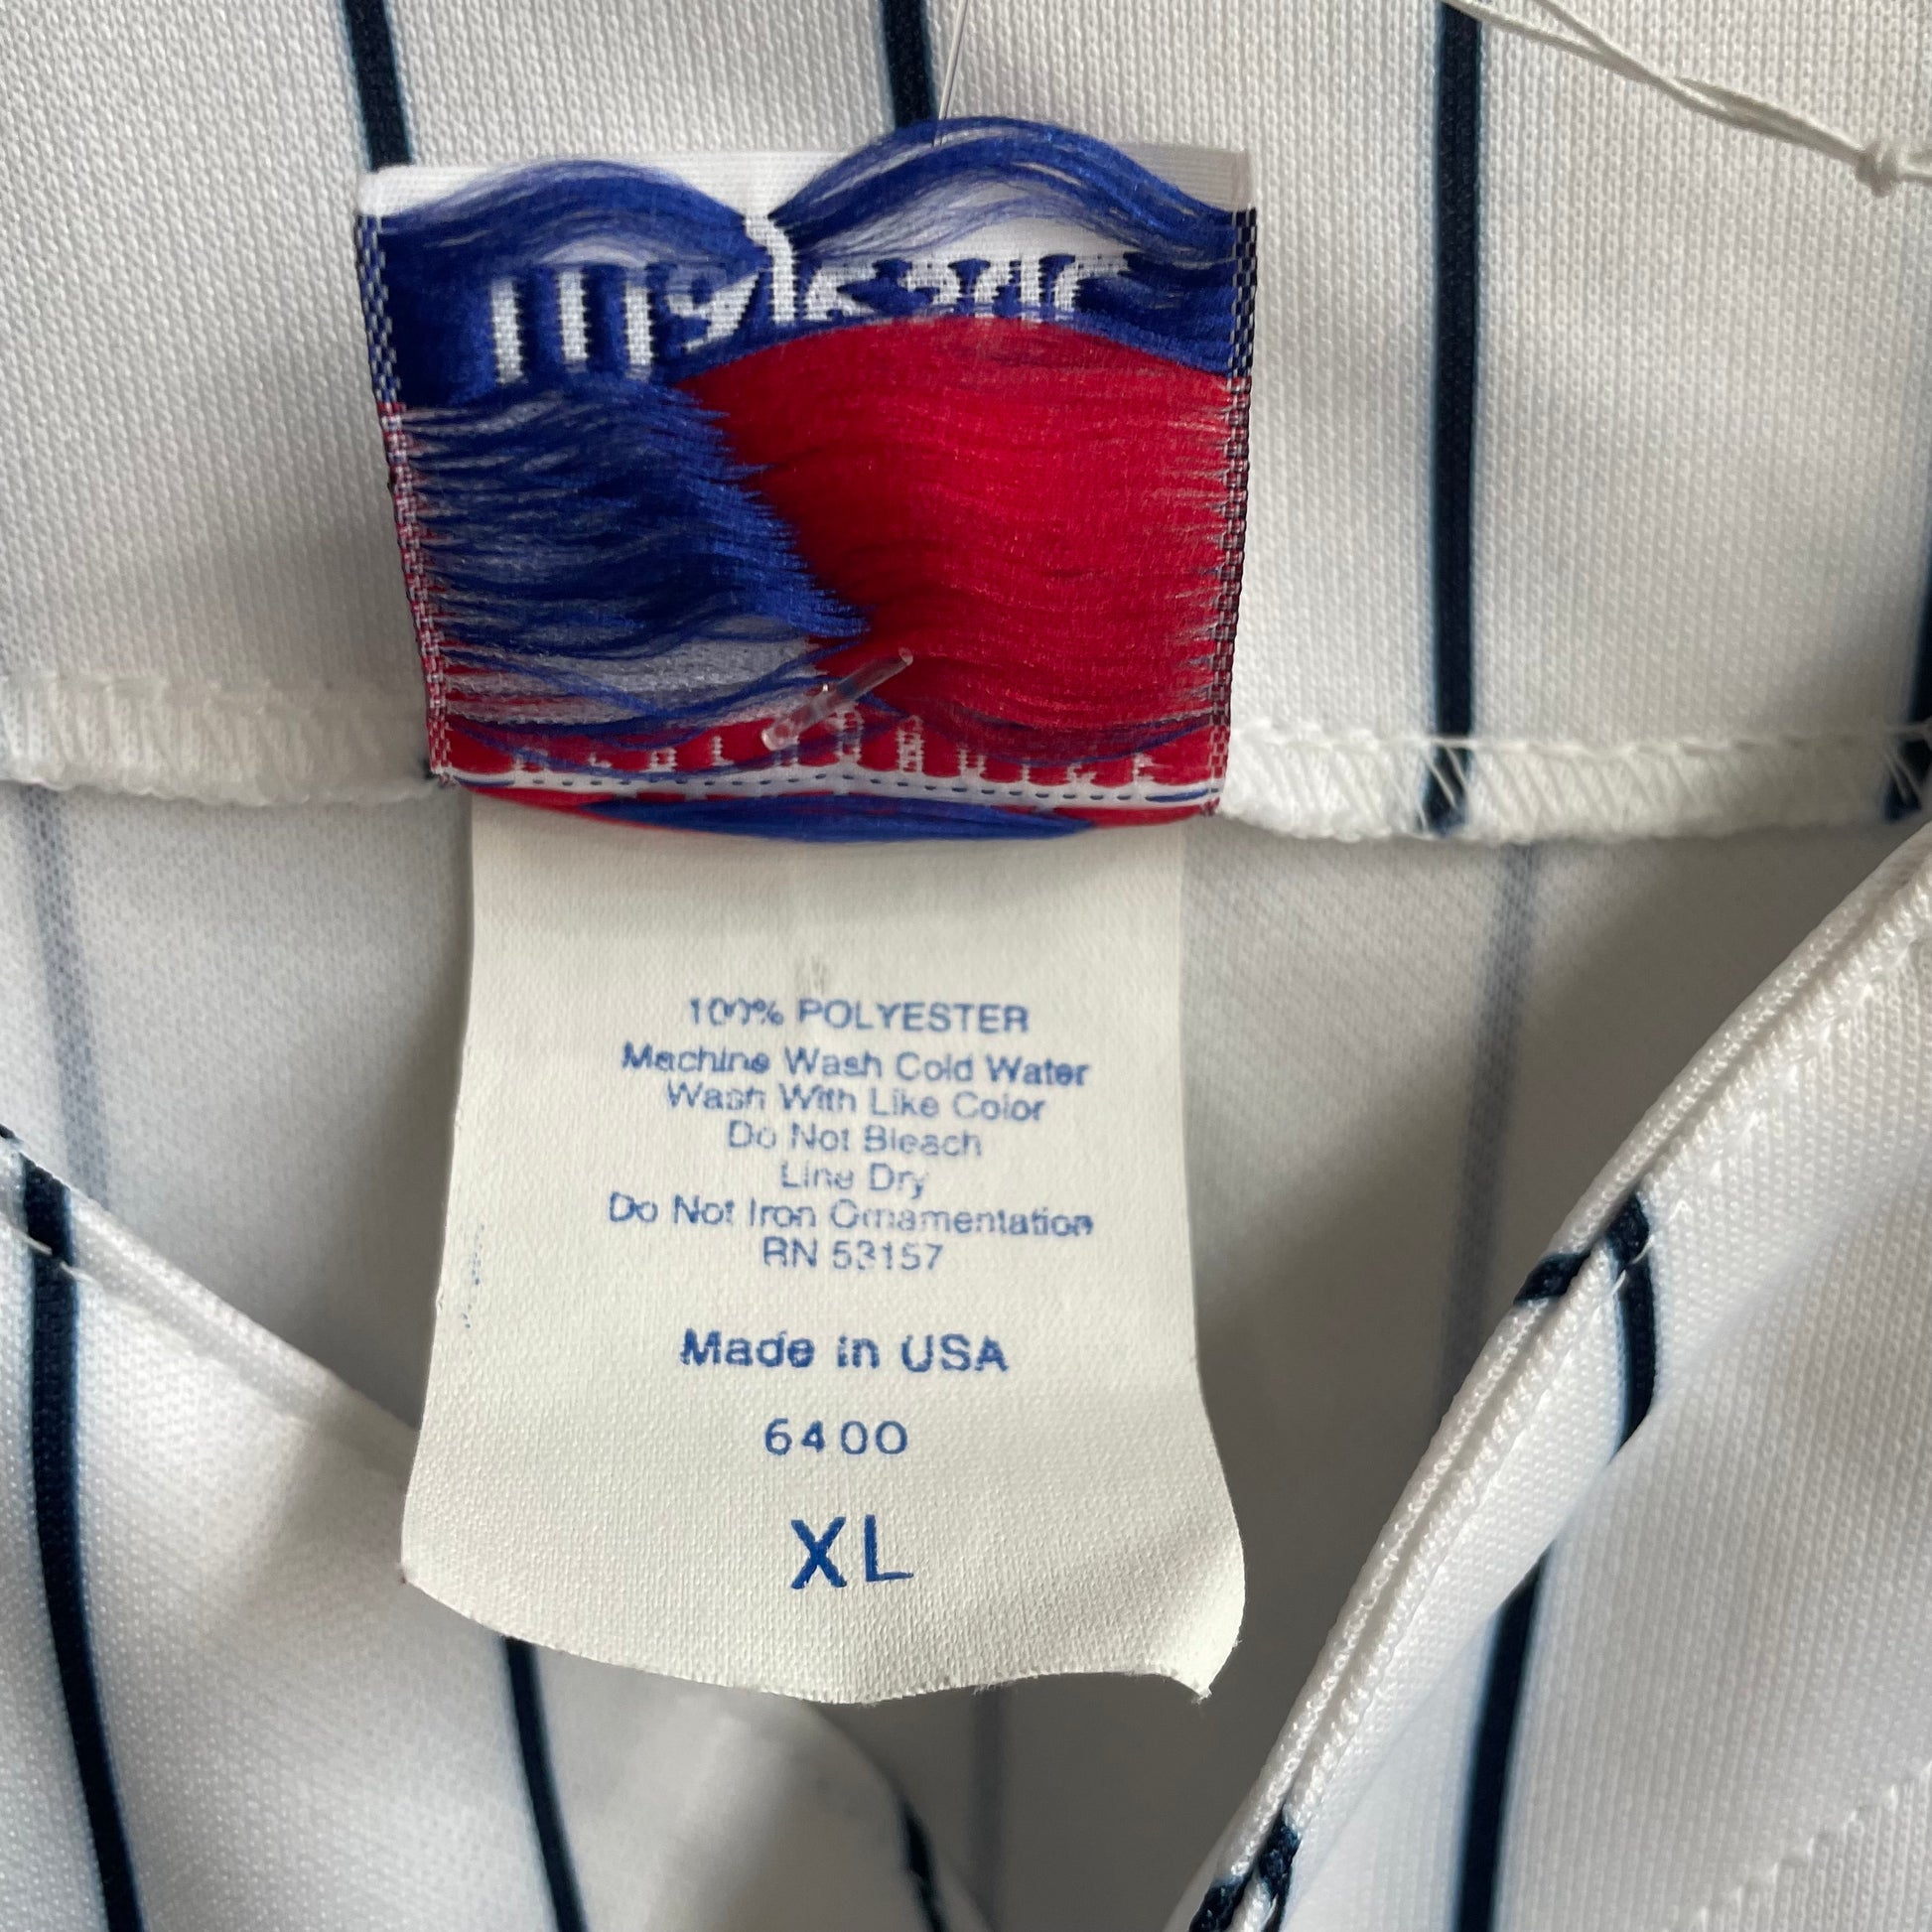 100% POLYESTER
Machine Wash Cold Water
Wash With Like Color
Do Not Bleach
Line Dry
Do Not Iron Ornamentation
RN 53157
Made in USA
6400
XL